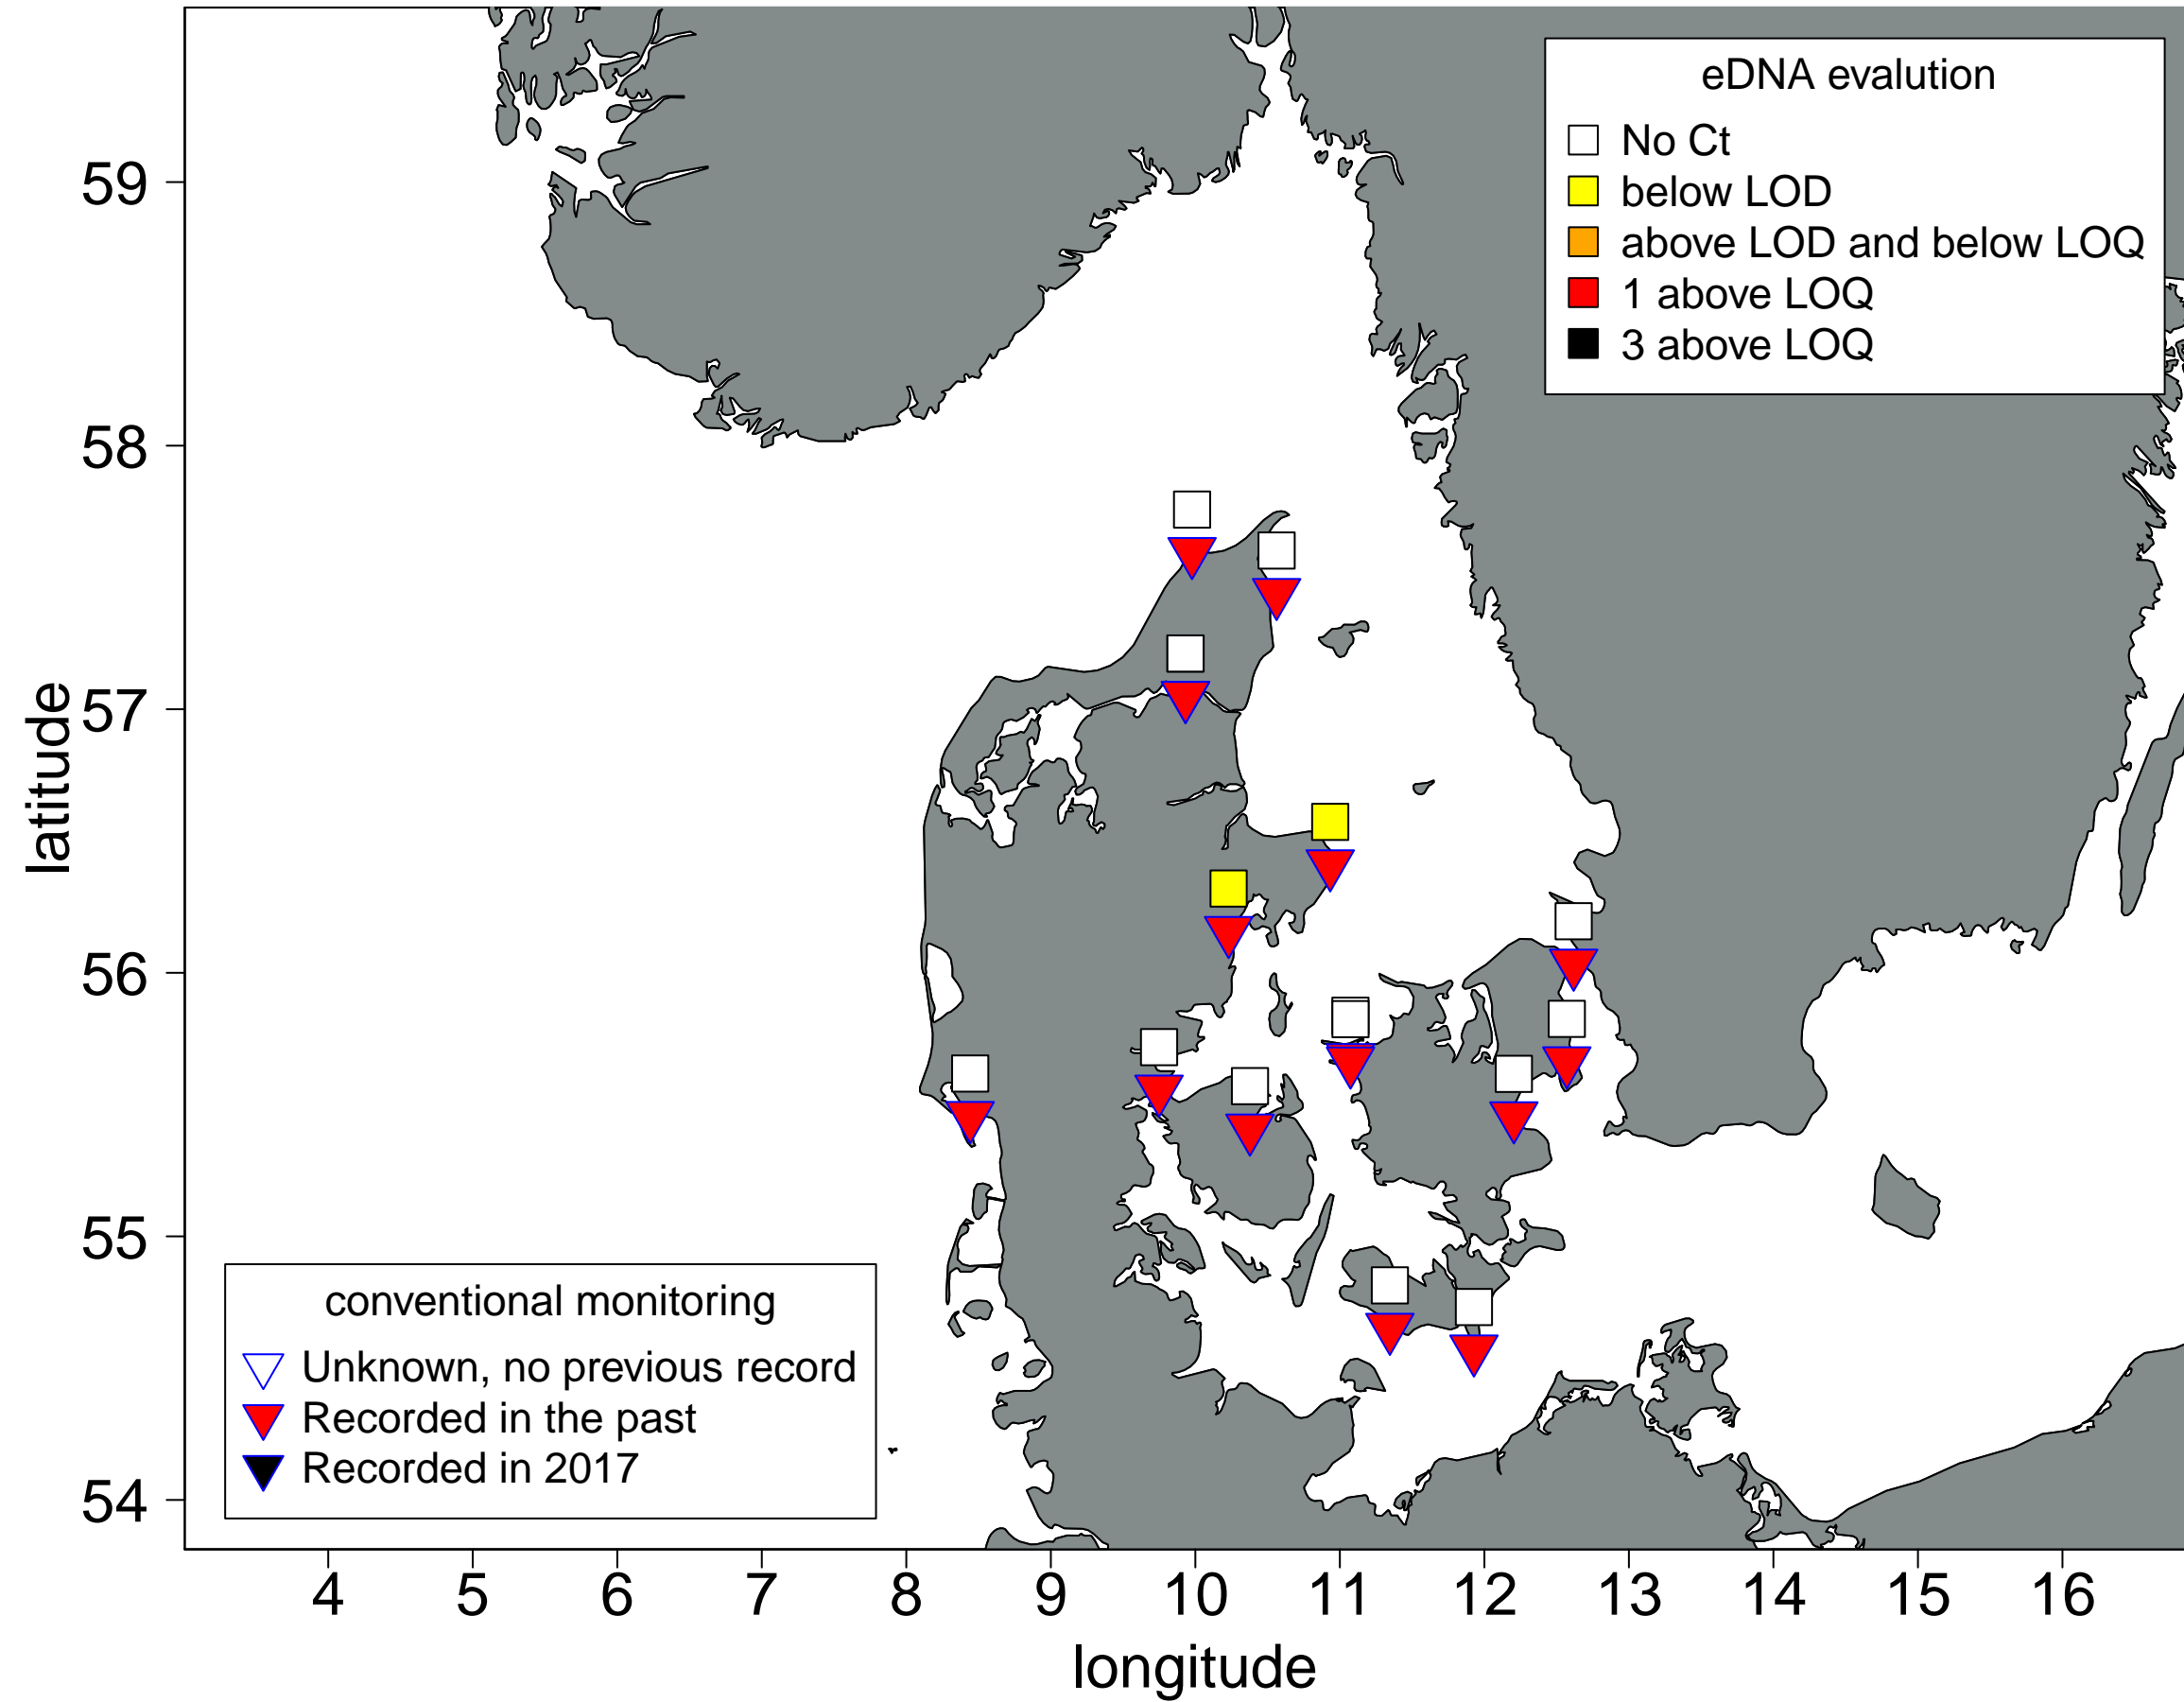 eDNA evalution
No Ct
below LOD
above LOD and below LOQ
1 above LOQ
3 above LOQ
59
58
57
56
55
54
latitude
conventional monitoring
Unknown, no previous record
Recorded in the past
Recorded in 2017
4 5 6 7 8 9 10 11 12 13 14 15 16
longitude